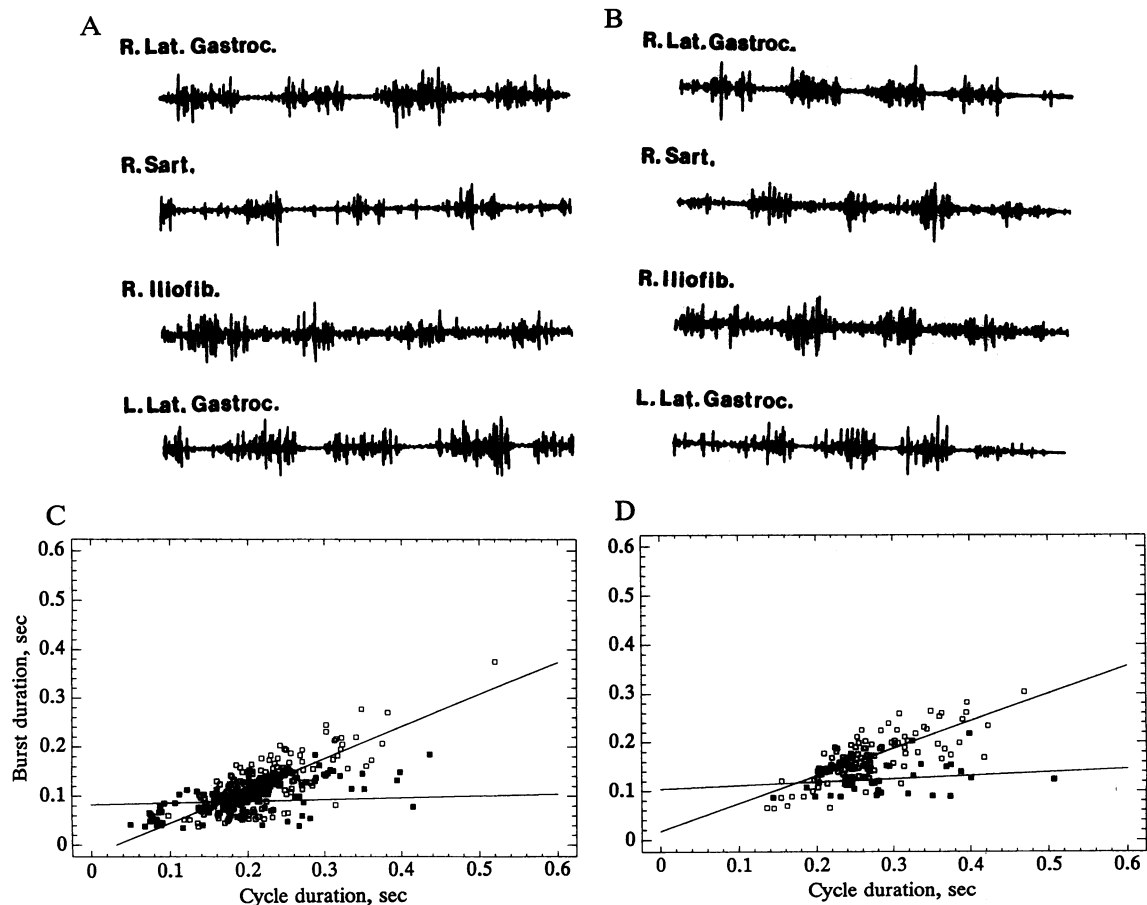 A
R. Lat. Gastroc.
R. Sart.
R. Iliofib.
L. Lat. Gastroc.
B
R. Lat. Gastroc.
R. Sart.
R. Iliofib.
L. Lat. Gastroc.
C
0.6
0.5
0.4
0.3
0.2
0.1
0
Burst duration, sec
0 0.1 0.2 0.3 0.4 0.5 0.6
Cycle duration, sec
D
0.6
0.5
0.4
0.3
0.2
0.1
0
0 0.1 0.2 0.3 0.4 0.5 0.6
Cycle duration, sec